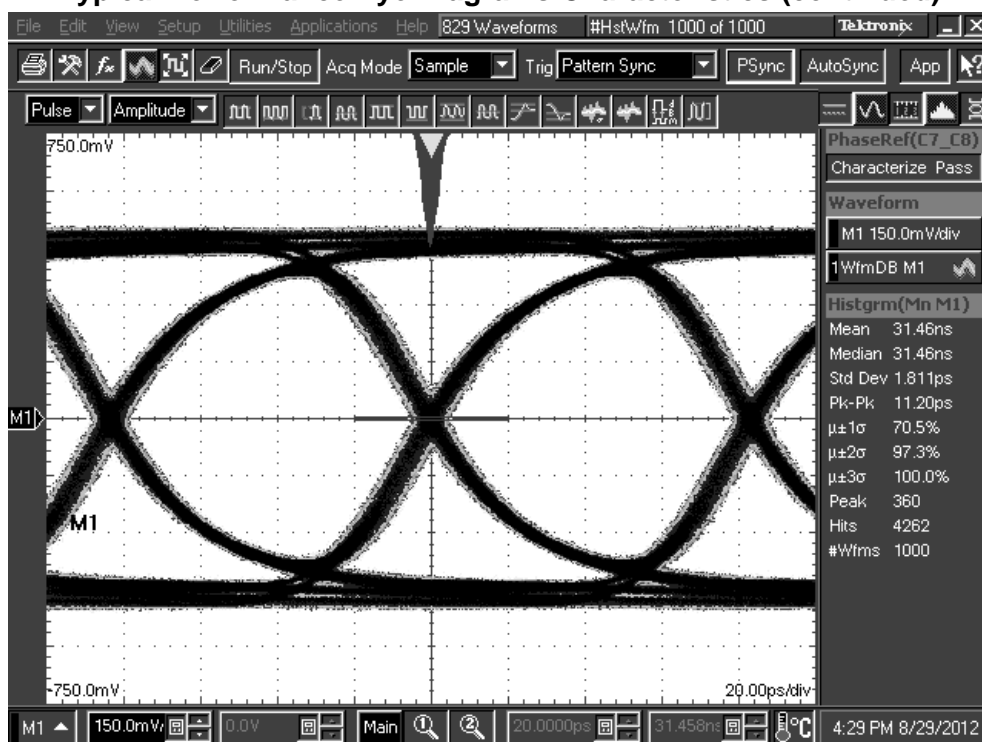 File Edit View Setup Utilities Applications Help 829 Waveforms #HstWfm 1000 of 1000 Tektronix
Run/Stop Acq Mode Sample Trig Pattern Sync PSync AutoSync App
Pulse Amplitude
750.0mV
PhaseRef(C7_C8)
Characterize Pass
Waveform
M1 150.0mV/div
1WfmDB M1
Histgrm(Mn M1)
Mean 31.46ns
Median 31.46ns
Std Dev 1.811ps
Pk-Pk 11.20ps
µ±1σ 70.5%
µ±2σ 97.3%
µ±3σ 100.0%
Peak 360
Hits 4262
#Wfms 1000
M1
M1
-750.0mV 20.00ps/div
M1 150.0mV/ 0.0V Main 1 2 20.0000ps 31.458ns °C 4:29 PM 8/29/2012